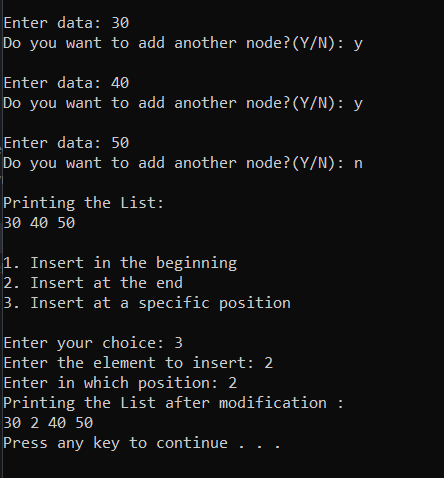 Enter data: 30
Do you want to add another node?(Y/N): y
Enter data: 40
Do you want to add another node?(Y/N): y
Enter data: 50
Do you want to add another node?(Y/N): n
Printing the List:
30 40 50
1. Insert in the beginning
2. Insert at the end
3. Insert at a specific position
Enter your choice: 3
Enter the element to insert: 2
Enter in which position: 2
Printing the List after modification :
30 2 40 50
Press any key to continue . . .